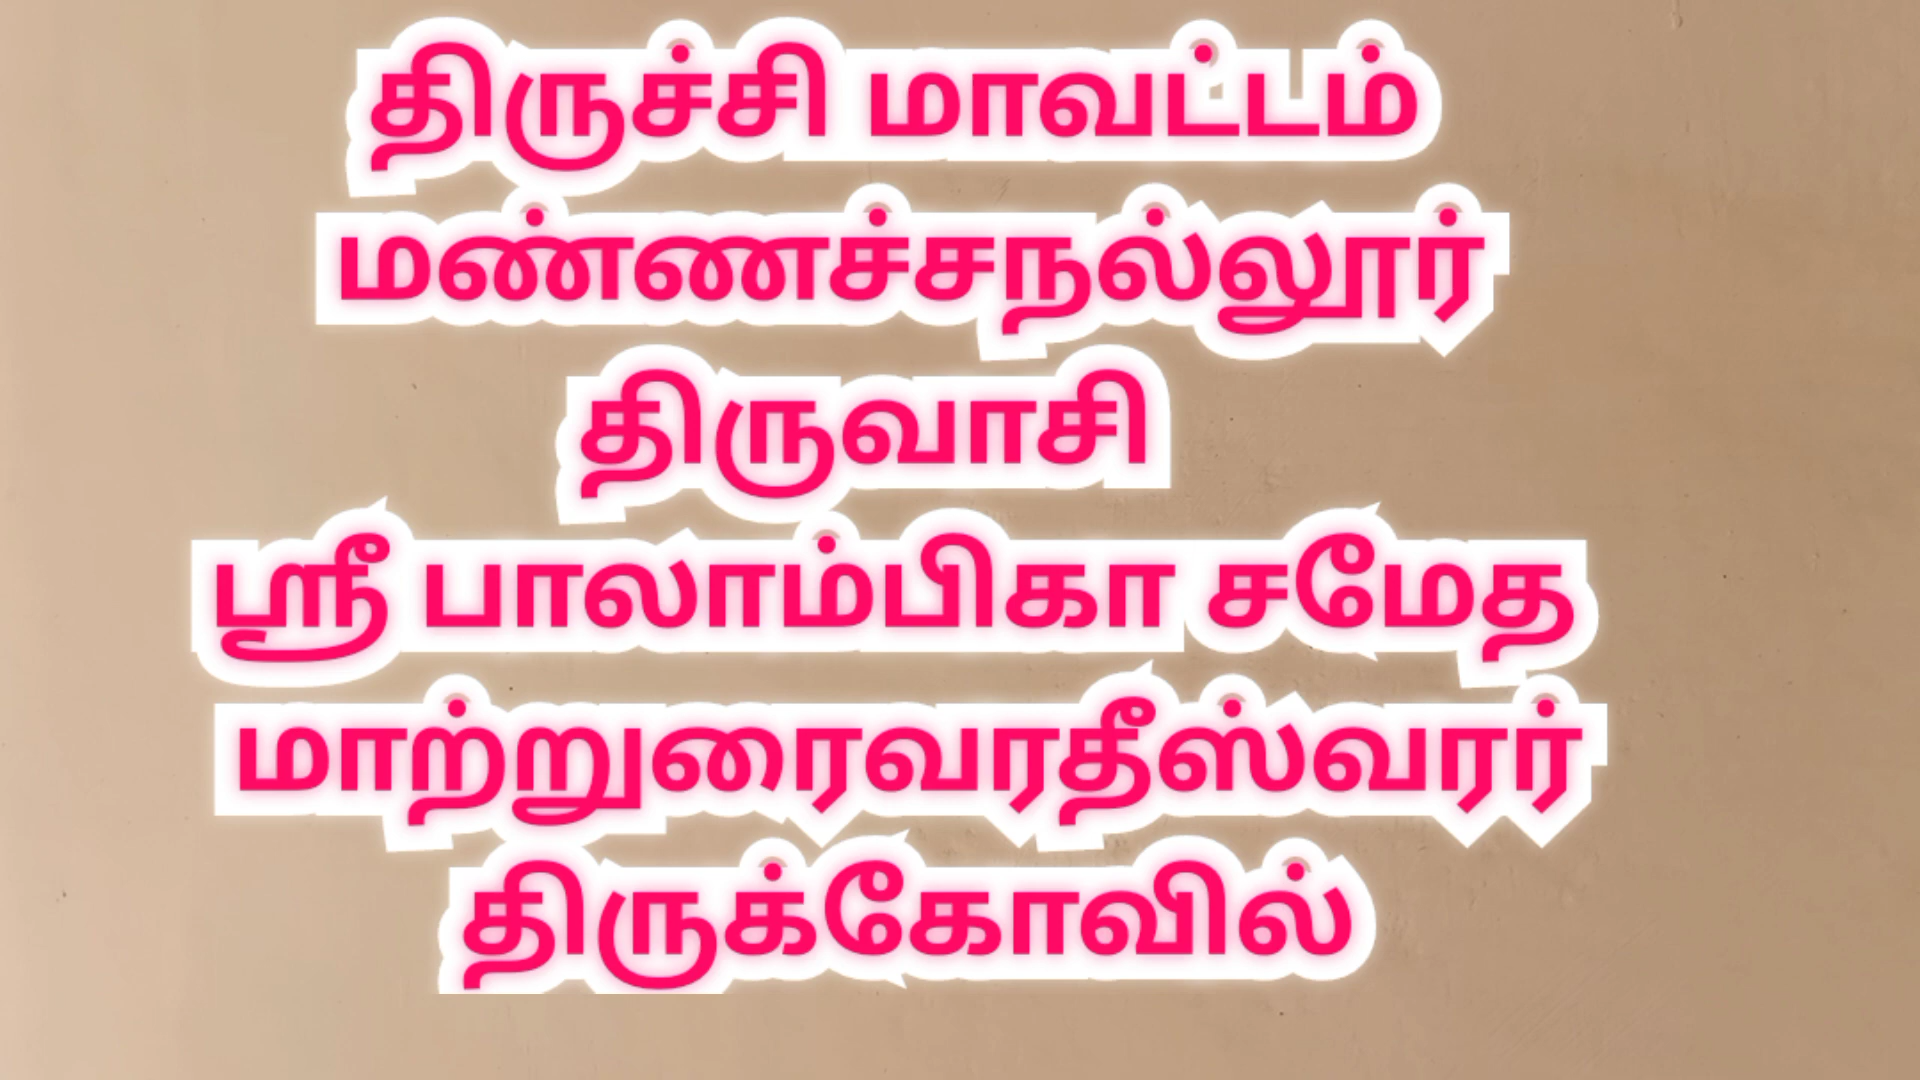 திருச்சி மாவட்டம்
மண்ணச்சநல்லூர்
திருவாசி
ஸ்ரீ பாலாம்பிகா சமேத
மாற்றுரைவரதீஸ்வரர்
திருக்கோவில்